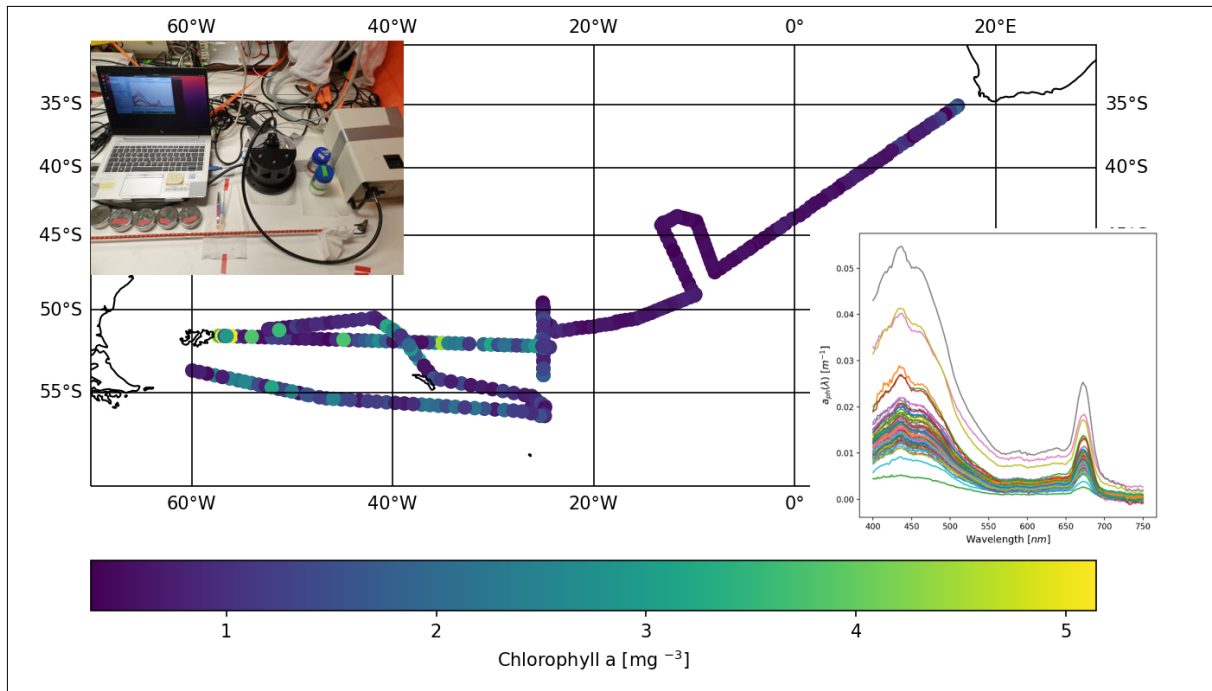 60°W 40°W 20°W 0° 20°E
35°S 35°S
40°S 40°S
45°S
50°S
55°S
60°W 40°W 20°W 0°
0.05
0.04
0.03
0.02
0.01
0.00
aph(λ) [m⁻¹]
400 450 500 550 600 650 700 750
Wavelength [nm]
1 2 3 4 5
Chlorophyll a [mg ⁻³]